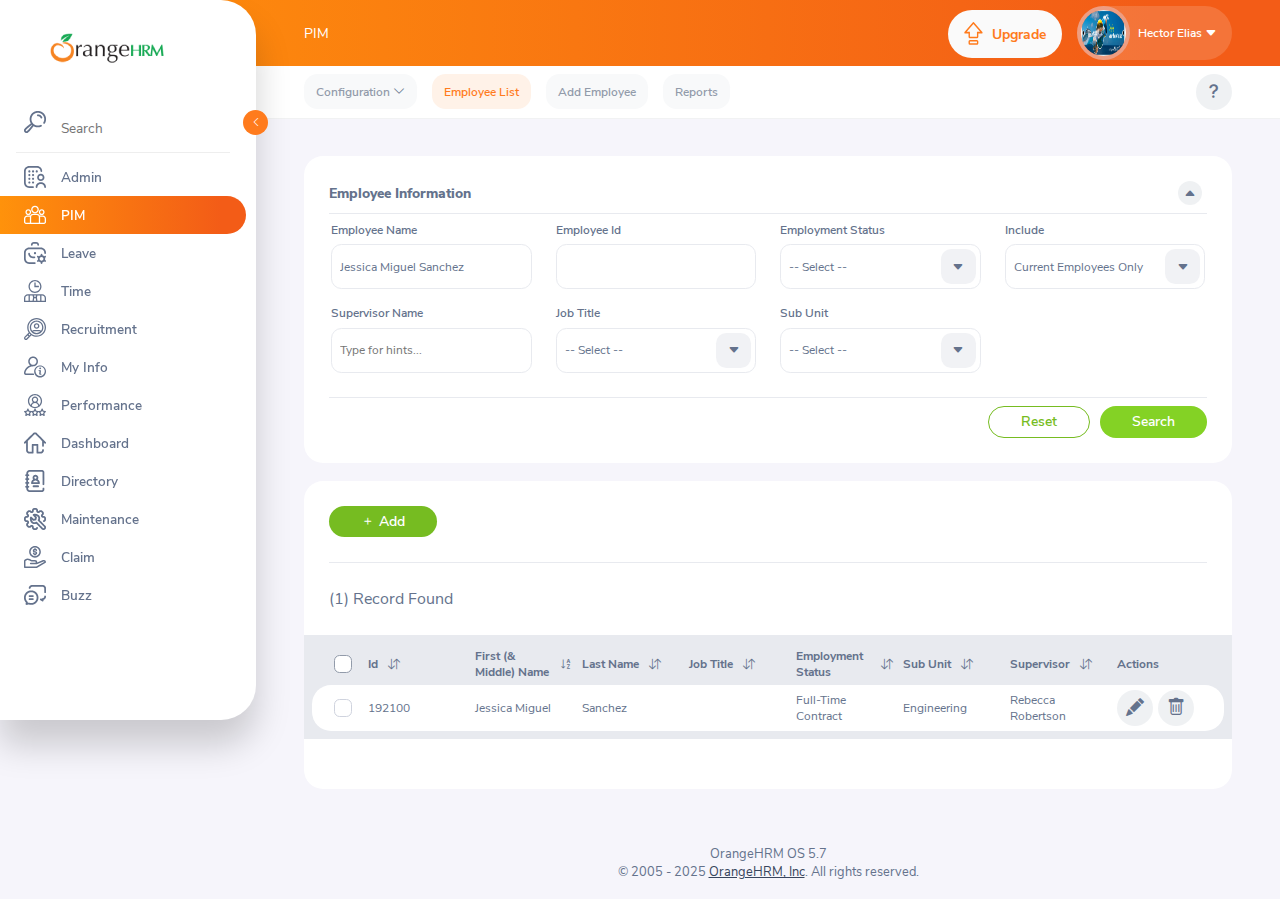 orangeHRM
PIM
Upgrade
Hector Elias
Configuration
Employee List
Add Employee
Reports
?
Search
Admin
PIM
Leave
Time
Recruitment
My Info
Performance
Dashboard
Directory
Maintenance
Claim
Buzz
Employee Information
Employee Name
Employee Id
Employment Status
Include
Jessica Miguel Sanchez
-- Select --
Current Employees Only
Supervisor Name
Job Title
Sub Unit
Type for hints...
-- Select --
-- Select --
Reset
Search
+ Add
(1) Record Found
Id
First (& Middle) Name
Last Name
Job Title
Employment Status
Sub Unit
Supervisor
Actions
192100
Jessica Miguel
Sanchez
Full-Time Contract
Engineering
Rebecca Robertson
OrangeHRM OS 5.7
© 2005 - 2025 OrangeHRM, Inc. All rights reserved.